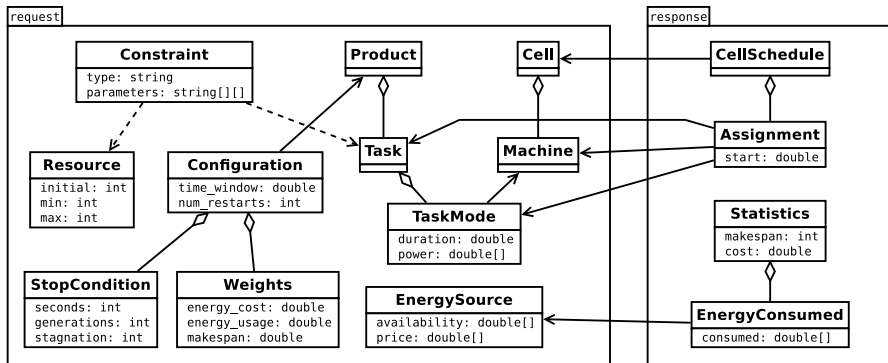 request
response
Constraint
type: string
parameters: string[][]
Product
Cell
CellSchedule
Resource
initial: int
min: int
max: int
Configuration
time_window: double
num_restarts: int
Task
Machine
Assignment
start: double
TaskMode
duration: double
power: double[]
Statistics
makespan: int
cost: double
StopCondition
seconds: int
generations: int
stagnation: int
Weights
energy_cost: double
energy_usage: double
makespan: double
EnergySource
availability: double[]
price: double[]
EnergyConsumed
consumed: double[]